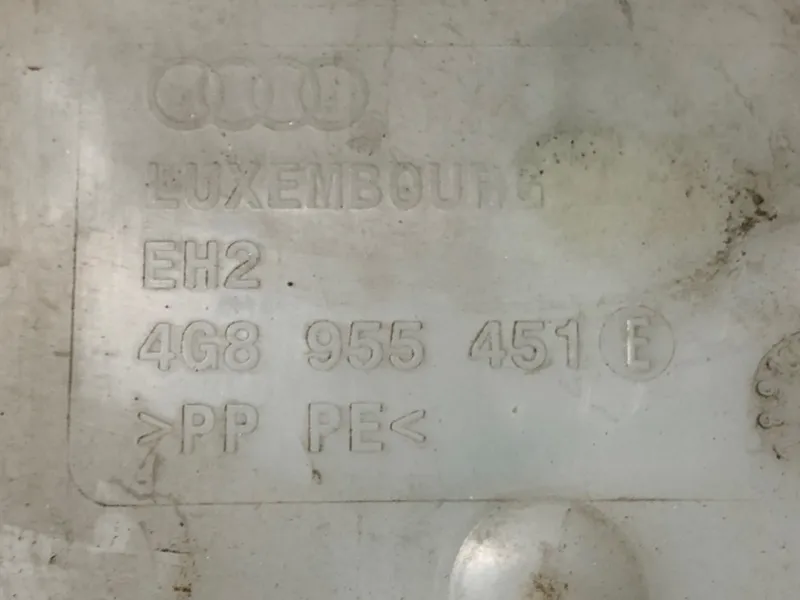 LUXEMBOURG
EH2
4G8 955 451 E
>PP PE<